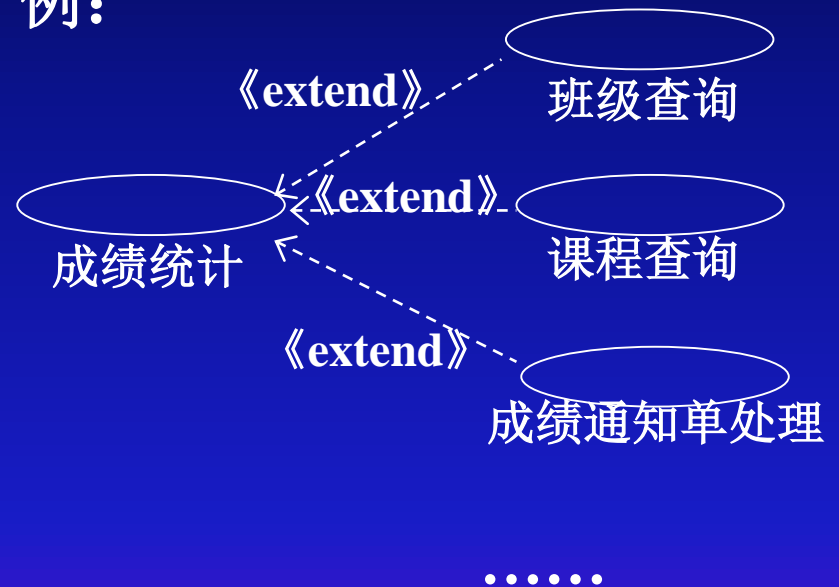 例：
《extend》
班级查询
《extend》
成绩统计
课程查询
《extend》
成绩通知单处理
……